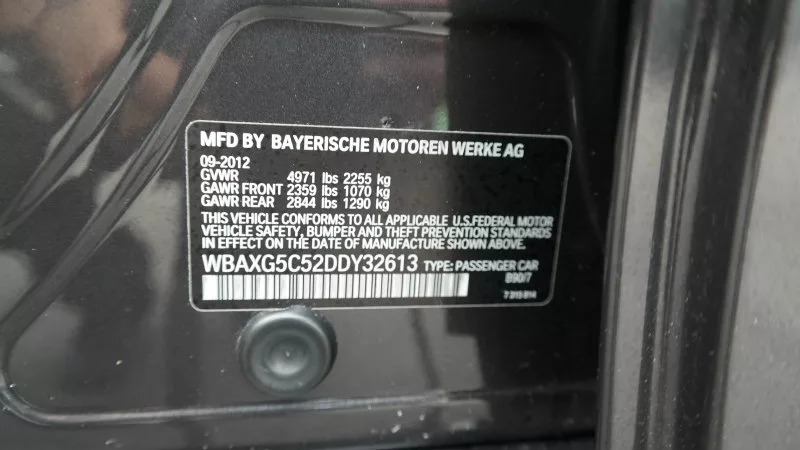 MFD BY BAYERISCHE MOTOREN WERKE AG
09-2012
GVWR 4971 lbs 2255 kg
GAWR FRONT 2359 lbs 1070 kg
GAWR REAR 2844 lbs 1290 kg
THIS VEHICLE CONFORMS TO ALL APPLICABLE U.S.FEDERAL MOTOR
VEHICLE SAFETY, BUMPER AND THEFT PREVENTION STANDARDS
IN EFFECT ON THE DATE OF MANUFACTURE SHOWN ABOVE.
WBAXG5C52DDY32613 TYPE: PASSENGER CAR
B90/7